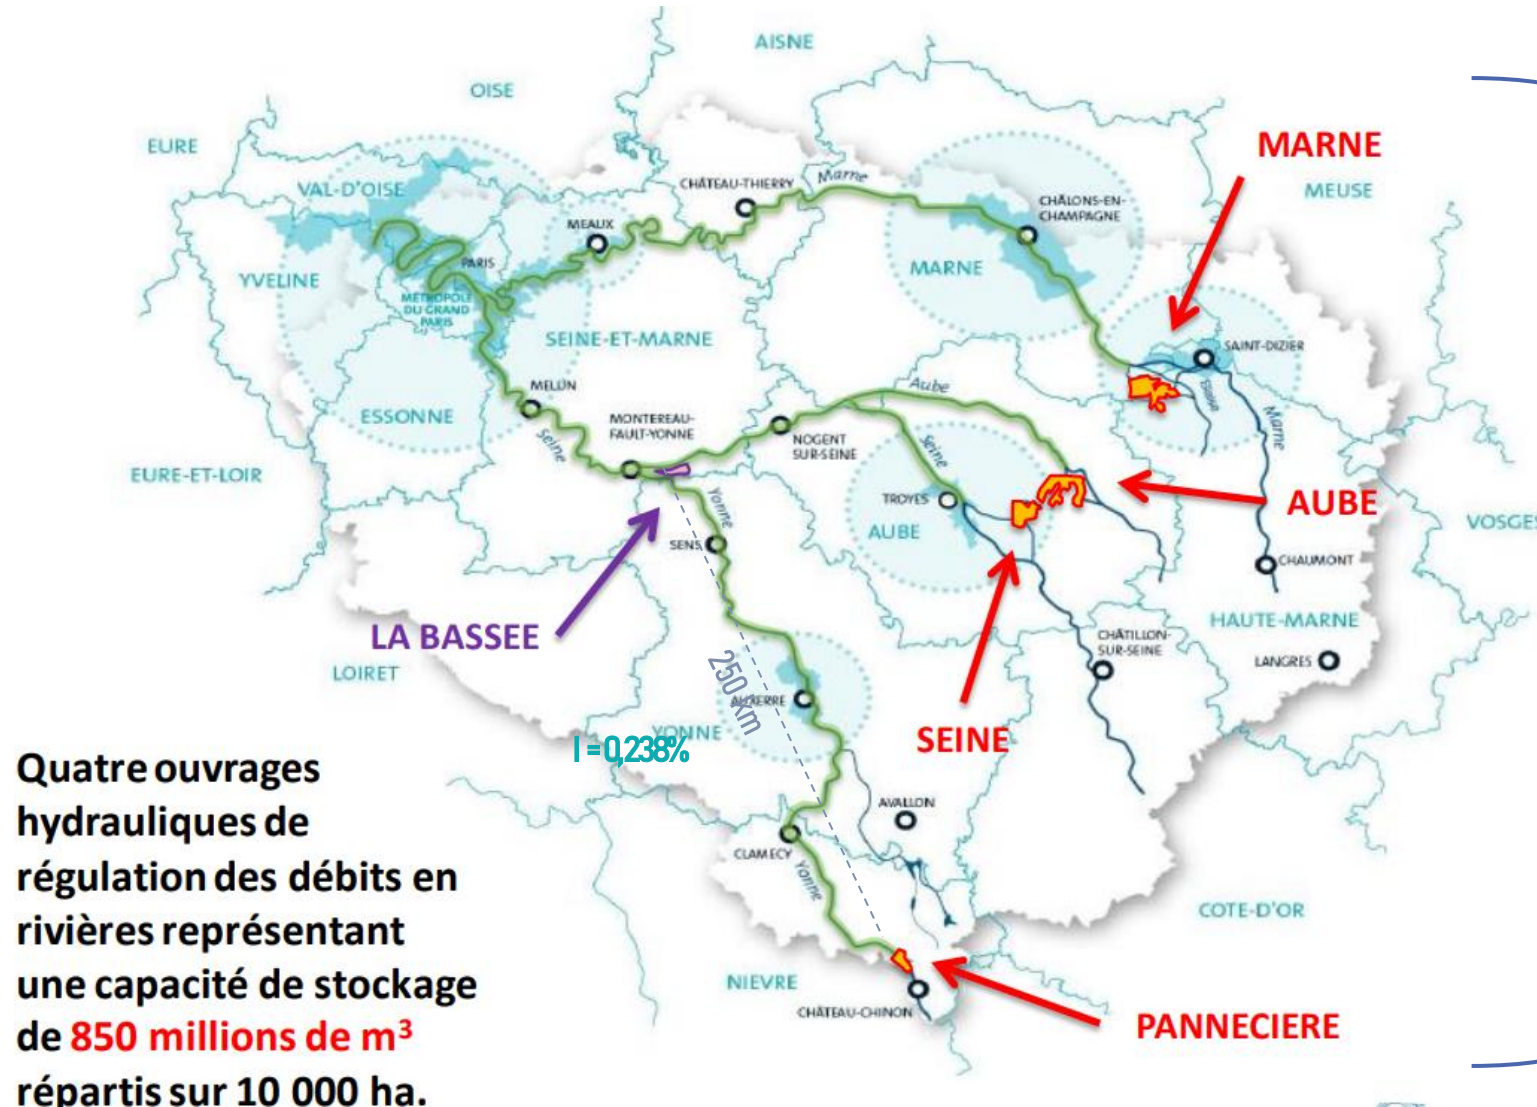 AISNE
OISE
EURE
MARNE
MEUSE
VAL-D'OISE
CHÂTEAU-THIERRY
Marne
CHÂLONS-EN-
CHAMPAGNE
MEAUX
PARIS
YVELINE
MARNE
MÉTROPOLE
DU GRAND
PARIS
SEINE-ET-MARNE
SAINT-DIZIER
MELUN
Aube
Marne
ESSONNE
MONTEREAU-
FAULT-YONNE
Seine
NOGENT
SUR-SEINE
Seine
EURE-ET-LOIR
TROYES
AUBE
Yonne
AUBE
VOSGES
SENS
CHAUMONT
LA BASSEE
HAUTE-MARNE
CHÂTILLON-
SUR-SEINE
LANGRES
LOIRET
250 km
AUXERRE
YONNE
SEINE
I = 0,238%
Quatre ouvrages
hydrauliques de
régulation des débits en
rivières représentant
une capacité de stockage
de 850 millions de m³
répartis sur 10 000 ha.
AVALLON
CLAMECY
Yonne
COTE-D'OR
NIEVRE
CHÂTEAU-CHINON
PANNECIERE